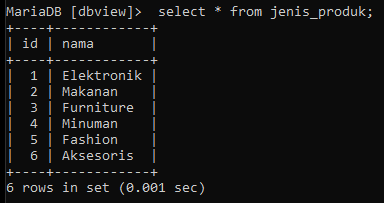 MariaDB [dbview]>  select * from jenis_produk;
+----+------------+
| id | nama       |
+----+------------+
|  1 | Elektronik |
|  2 | Makanan    |
|  3 | Furniture  |
|  4 | Minuman    |
|  5 | Fashion    |
|  6 | Aksesoris  |
+----+------------+
6 rows in set (0.001 sec)